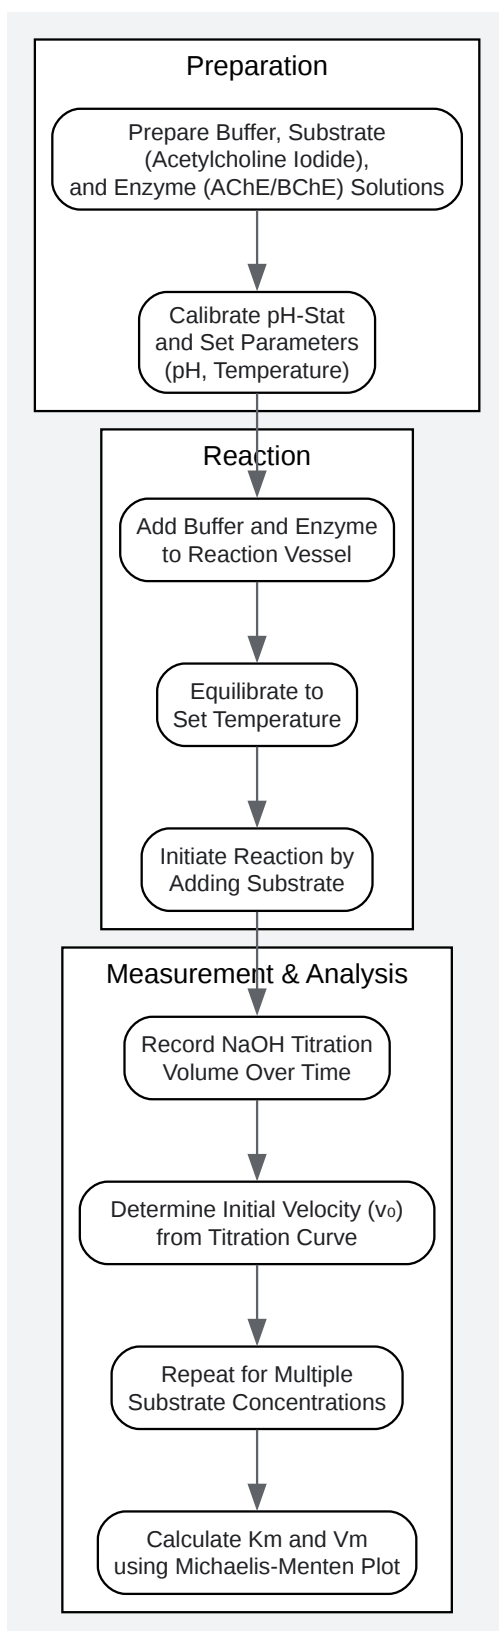 Preparation
Prepare Buffer, Substrate
(Acetylcholine Iodide),
and Enzyme (AChE/BChE) Solutions
Calibrate pH-Stat
and Set Parameters
(pH, Temperature)
Reaction
Add Buffer and Enzyme
to Reaction Vessel
Equilibrate to
Set Temperature
Initiate Reaction by
Adding Substrate
Measurement & Analysis
Record NaOH Titration
Volume Over Time
Determine Initial Velocity (v₀)
from Titration Curve
Repeat for Multiple
Substrate Concentrations
Calculate Km and Vm
using Michaelis-Menten Plot